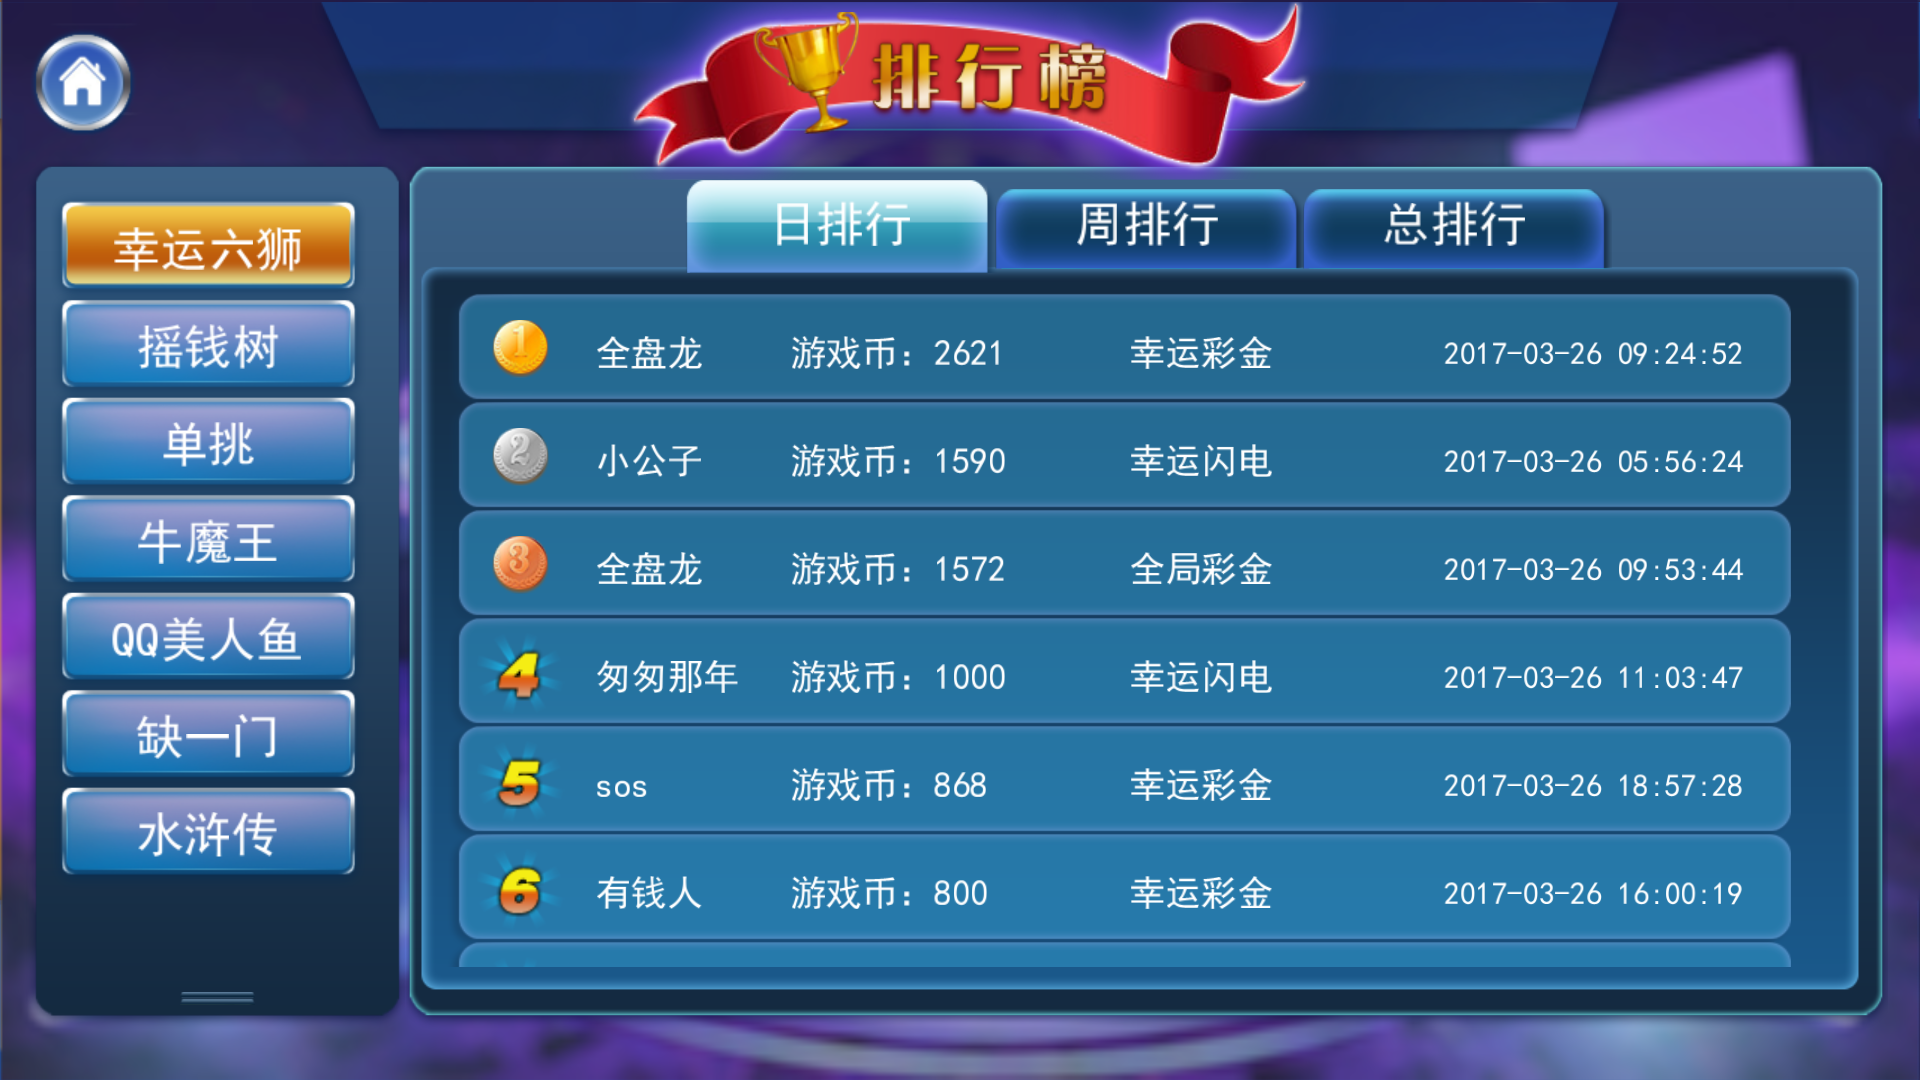 排行榜
幸运六狮
摇钱树
单挑
牛魔王
QQ美人鱼
缺一门
水浒传
日排行 周排行 总排行
1 全盘龙 游戏币：2621 幸运彩金 2017-03-26 09:24:52
2 小公子 游戏币：1590 幸运闪电 2017-03-26 05:56:24
3 全盘龙 游戏币：1572 全局彩金 2017-03-26 09:53:44
4 匆匆那年 游戏币：1000 幸运闪电 2017-03-26 11:03:47
5 sos 游戏币：868 幸运彩金 2017-03-26 18:57:28
6 有钱人 游戏币：800 幸运彩金 2017-03-26 16:00:19